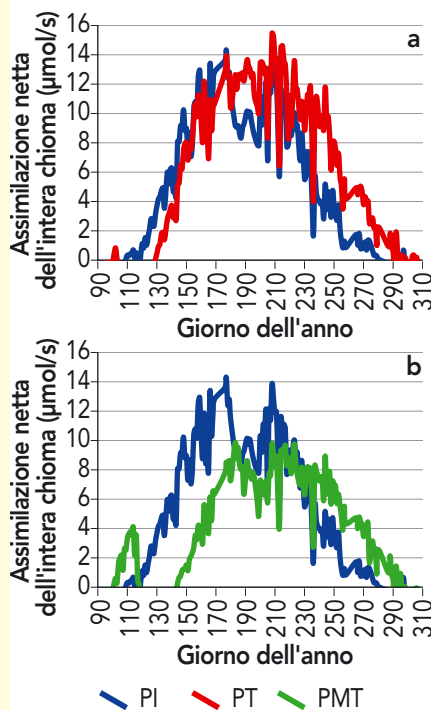 a
16
14
12
10
8
6
4
2
0
Assimilazione netta
dell'intera chioma (µmol/s)
90 110 130 150 170 190 210 230 250 270 290 310
Giorno dell'anno
b
16
14
12
10
8
6
4
2
0
Assimilazione netta
dell'intera chioma (µmol/s)
90 110 130 150 170 190 210 230 250 270 290 310
Giorno dell'anno
PI PT PMT